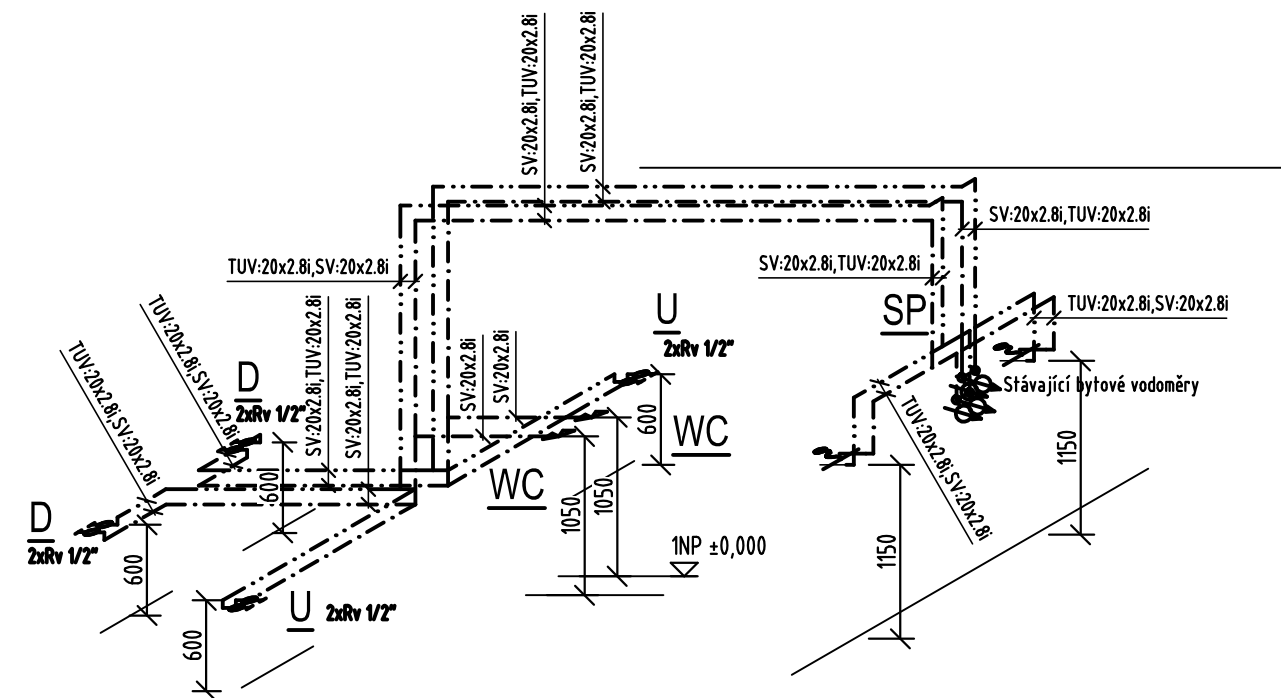 SV:20x2.8i,TUV:20x2.8i
SV:20x2.8i,TUV:20x2.8i
SV:20x2.8i,TUV:20x2.8i
TUV:20x2.8i,SV:20x2.8i
SV:20x2.8i,TUV:20x2.8i
TUV:20x2.8i,SV:20x2.8i
TUV:20x2.8i,SV:20x2.8i
TUV:20x2.8i,SV:20x2.8i
SV:20x2.8i,TUV:20x2.8i
SV:20x2.8i,TUV:20x2.8i
SV:20x2.8i
SV:20x2.8i
U
2xRv 1/2"
SP
D
2xRv 1/2"
Stávající bytové vodoměry
600
WC
TUV:20x2.8i,SV:20x2.8i
1150
WC
600
1050
1050
D
2xRv 1/2"
600
1NP ±0,000
1150
U
2xRv 1/2"
600